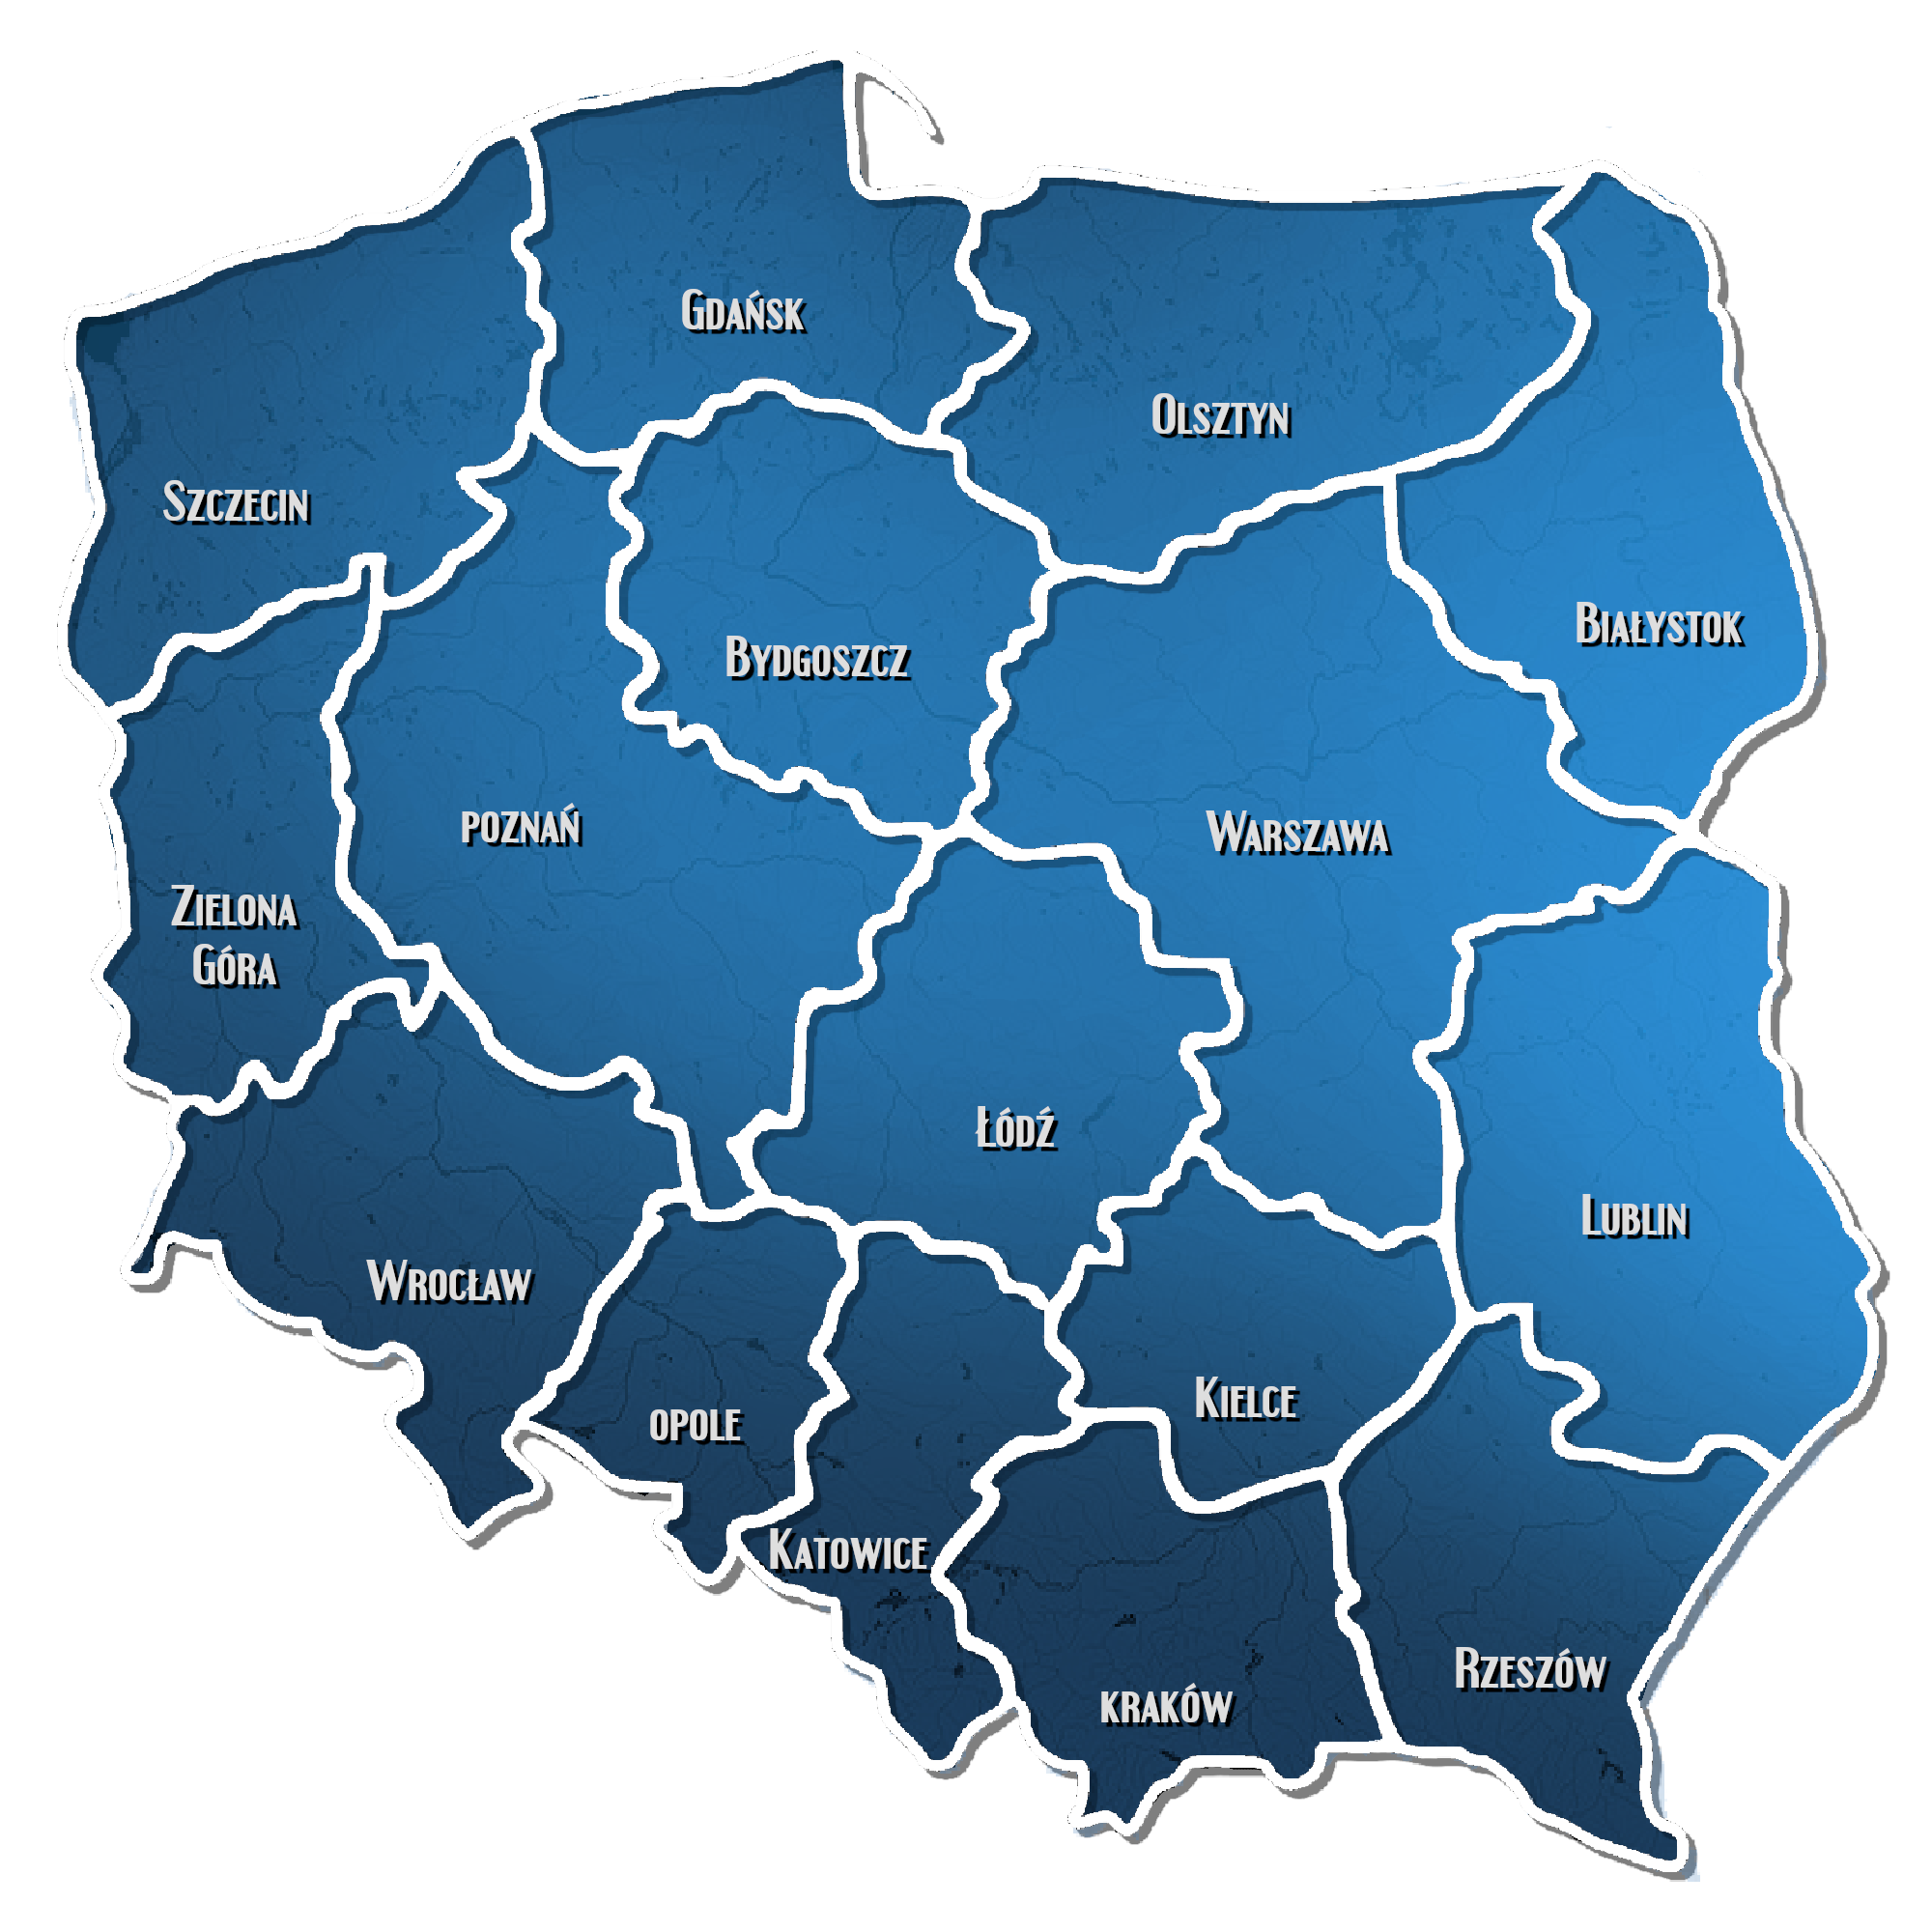 Gdańsk
Olsztyn
Szczecin
Białystok
Bydgoszcz
poznań
Warszawa
Zielona
Góra
Łódź
Lublin
Wrocław
Kielce
opole
Katowice
Rzeszów
kraków